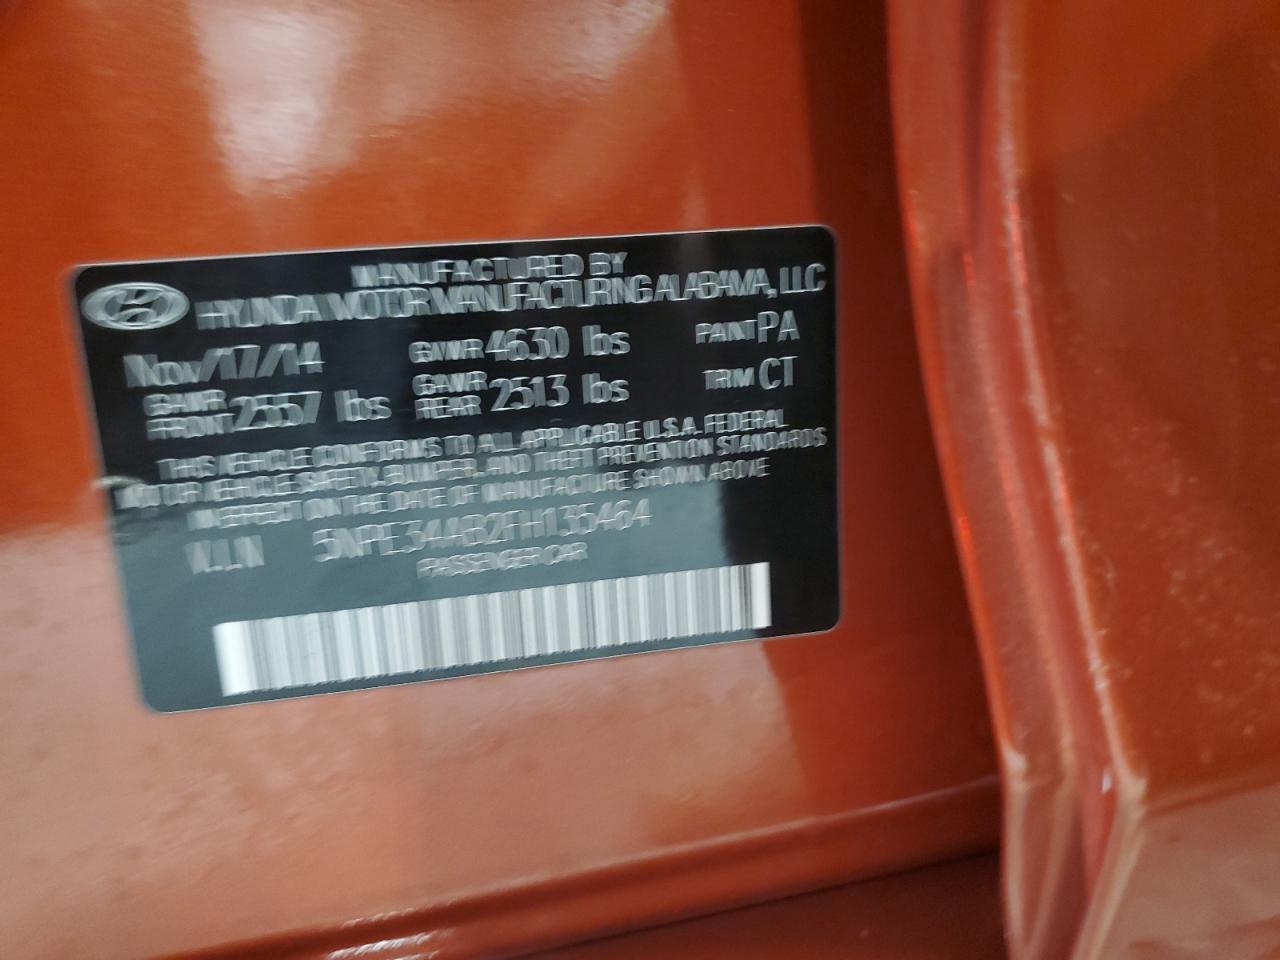 MANUFACTURED BY
HYUNDAI MOTOR MANUFACTURING ALABAMA, LLC
Nov/17/14 GVWR 4630 lbs PAINT PA
GAWR FRONT 2557 lbs GAWR REAR 2513 lbs TRIM CT
THIS VEHICLE CONFORMS TO ALL APPLICABLE U.S.A. FEDERAL
MOTOR VEHICLE SAFETY, BUMPER, AND THEFT PREVENTION STANDARDS
IN EFFECT ON THE DATE OF MANUFACTURE SHOWN ABOVE
V.I.N 5NPE34AB2FH135464
PASSENGER CAR